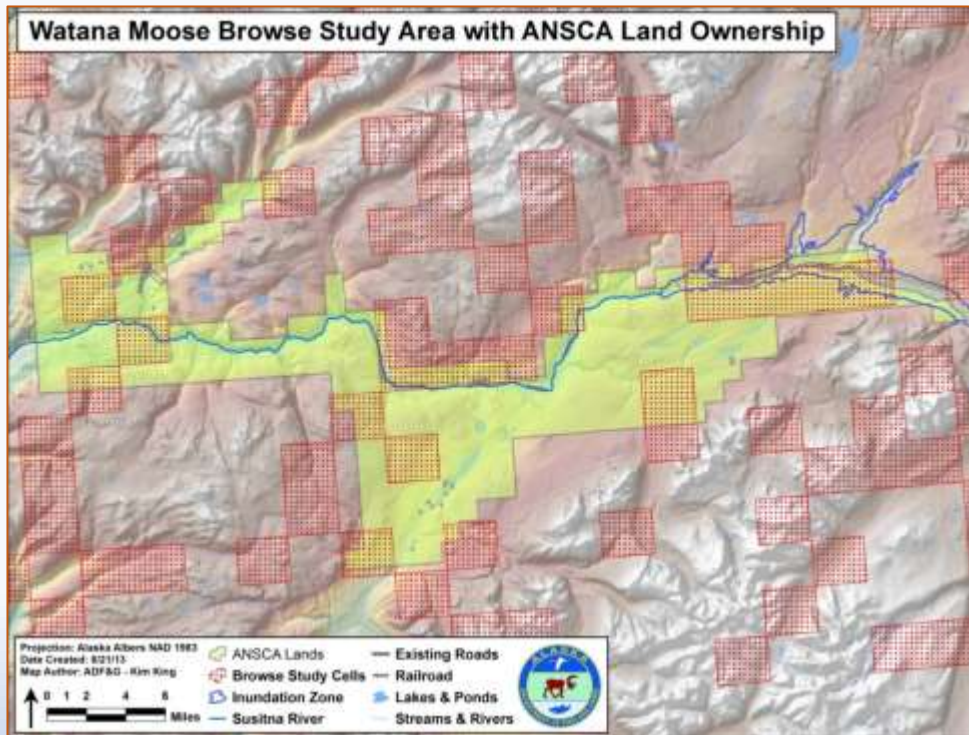 Watana Moose Browse Study Area with ANSCA Land Ownership
Projection: Alaska Albers NAD 1983
Date Created: 8/21/13
Map Author: ADF&G - Kim King
0 1 2 4 6
Miles
ANSCA Lands
Browse Study Cells
Inundation Zone
Susitna River
Existing Roads
Railroad
Lakes & Ponds
Streams & Rivers
ALASKA